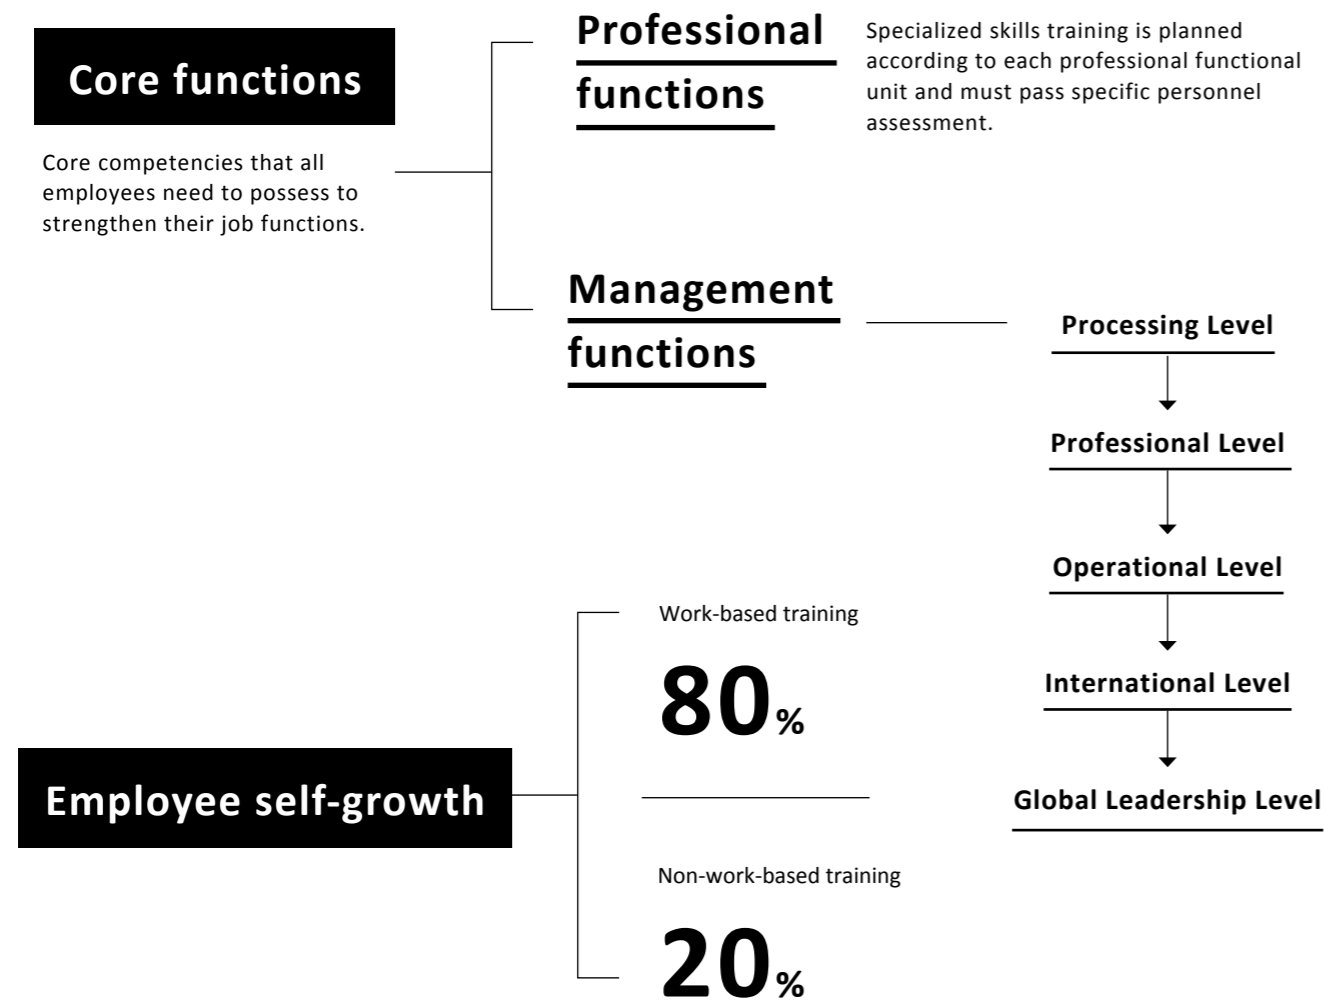 Core functions
Core competencies that all
employees need to possess to
strengthen their job functions.
Professional
functions
Specialized skills training is planned
according to each professional functional
unit and must pass specific personnel
assessment.
Management
functions
Processing Level
Professional Level
Operational Level
International Level
Global Leadership Level
Employee self-growth
Work-based training
80%
Non-work-based training
20%